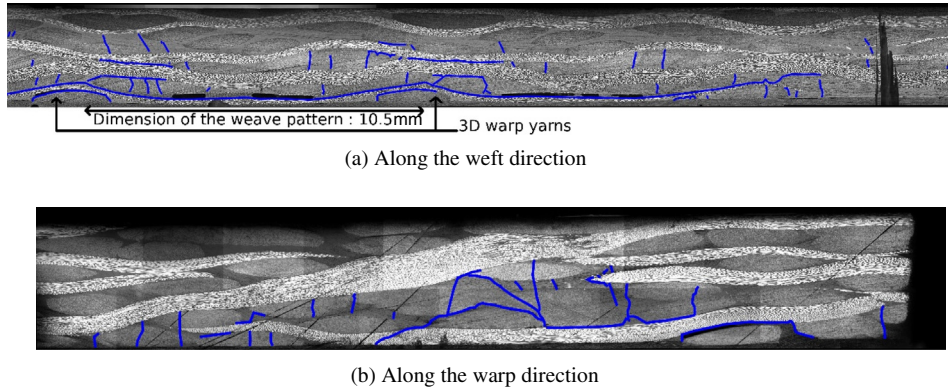 Dimension of the weave pattern : 10.5mm
3D warp yarns
(a) Along the weft direction
(b) Along the warp direction